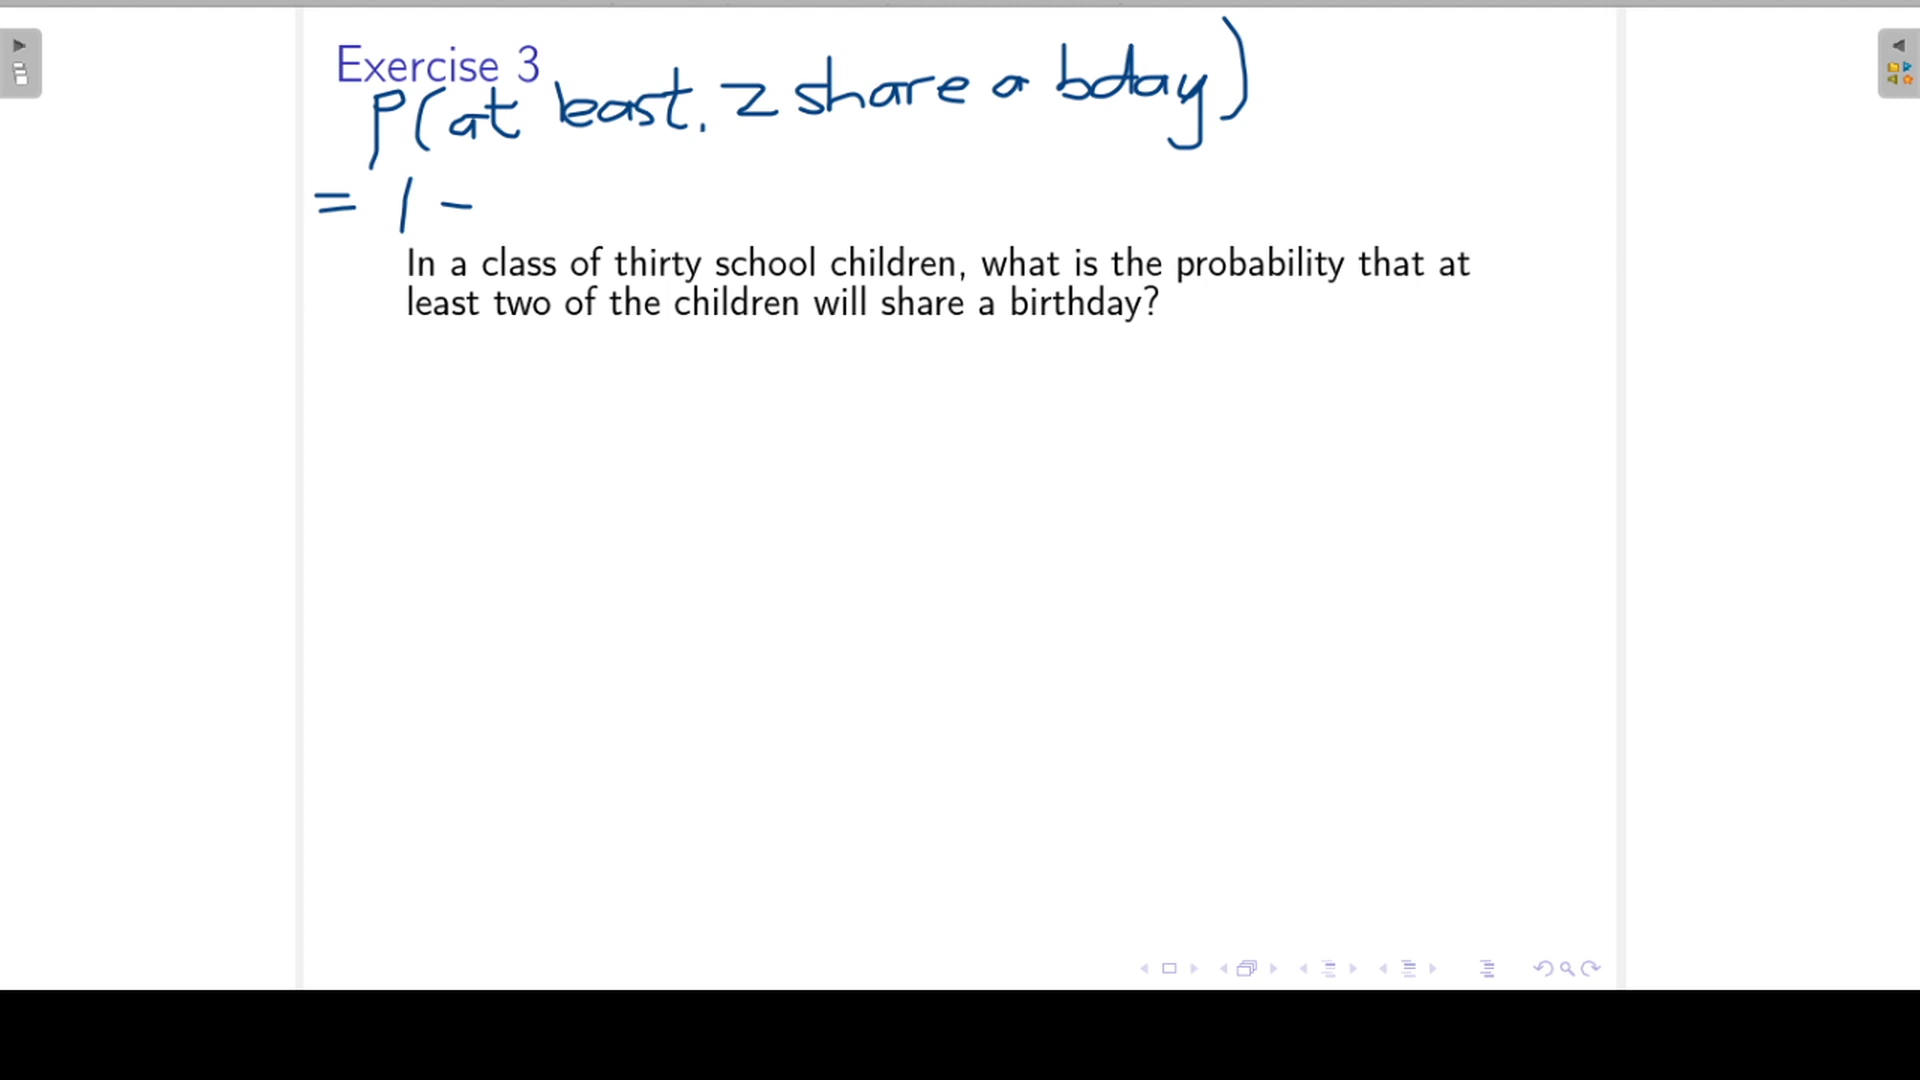 Exercise 3
P(at least. 2 share a bday)
= 1 -
In a class of thirty school children, what is the probability that at
least two of the children will share a birthday?